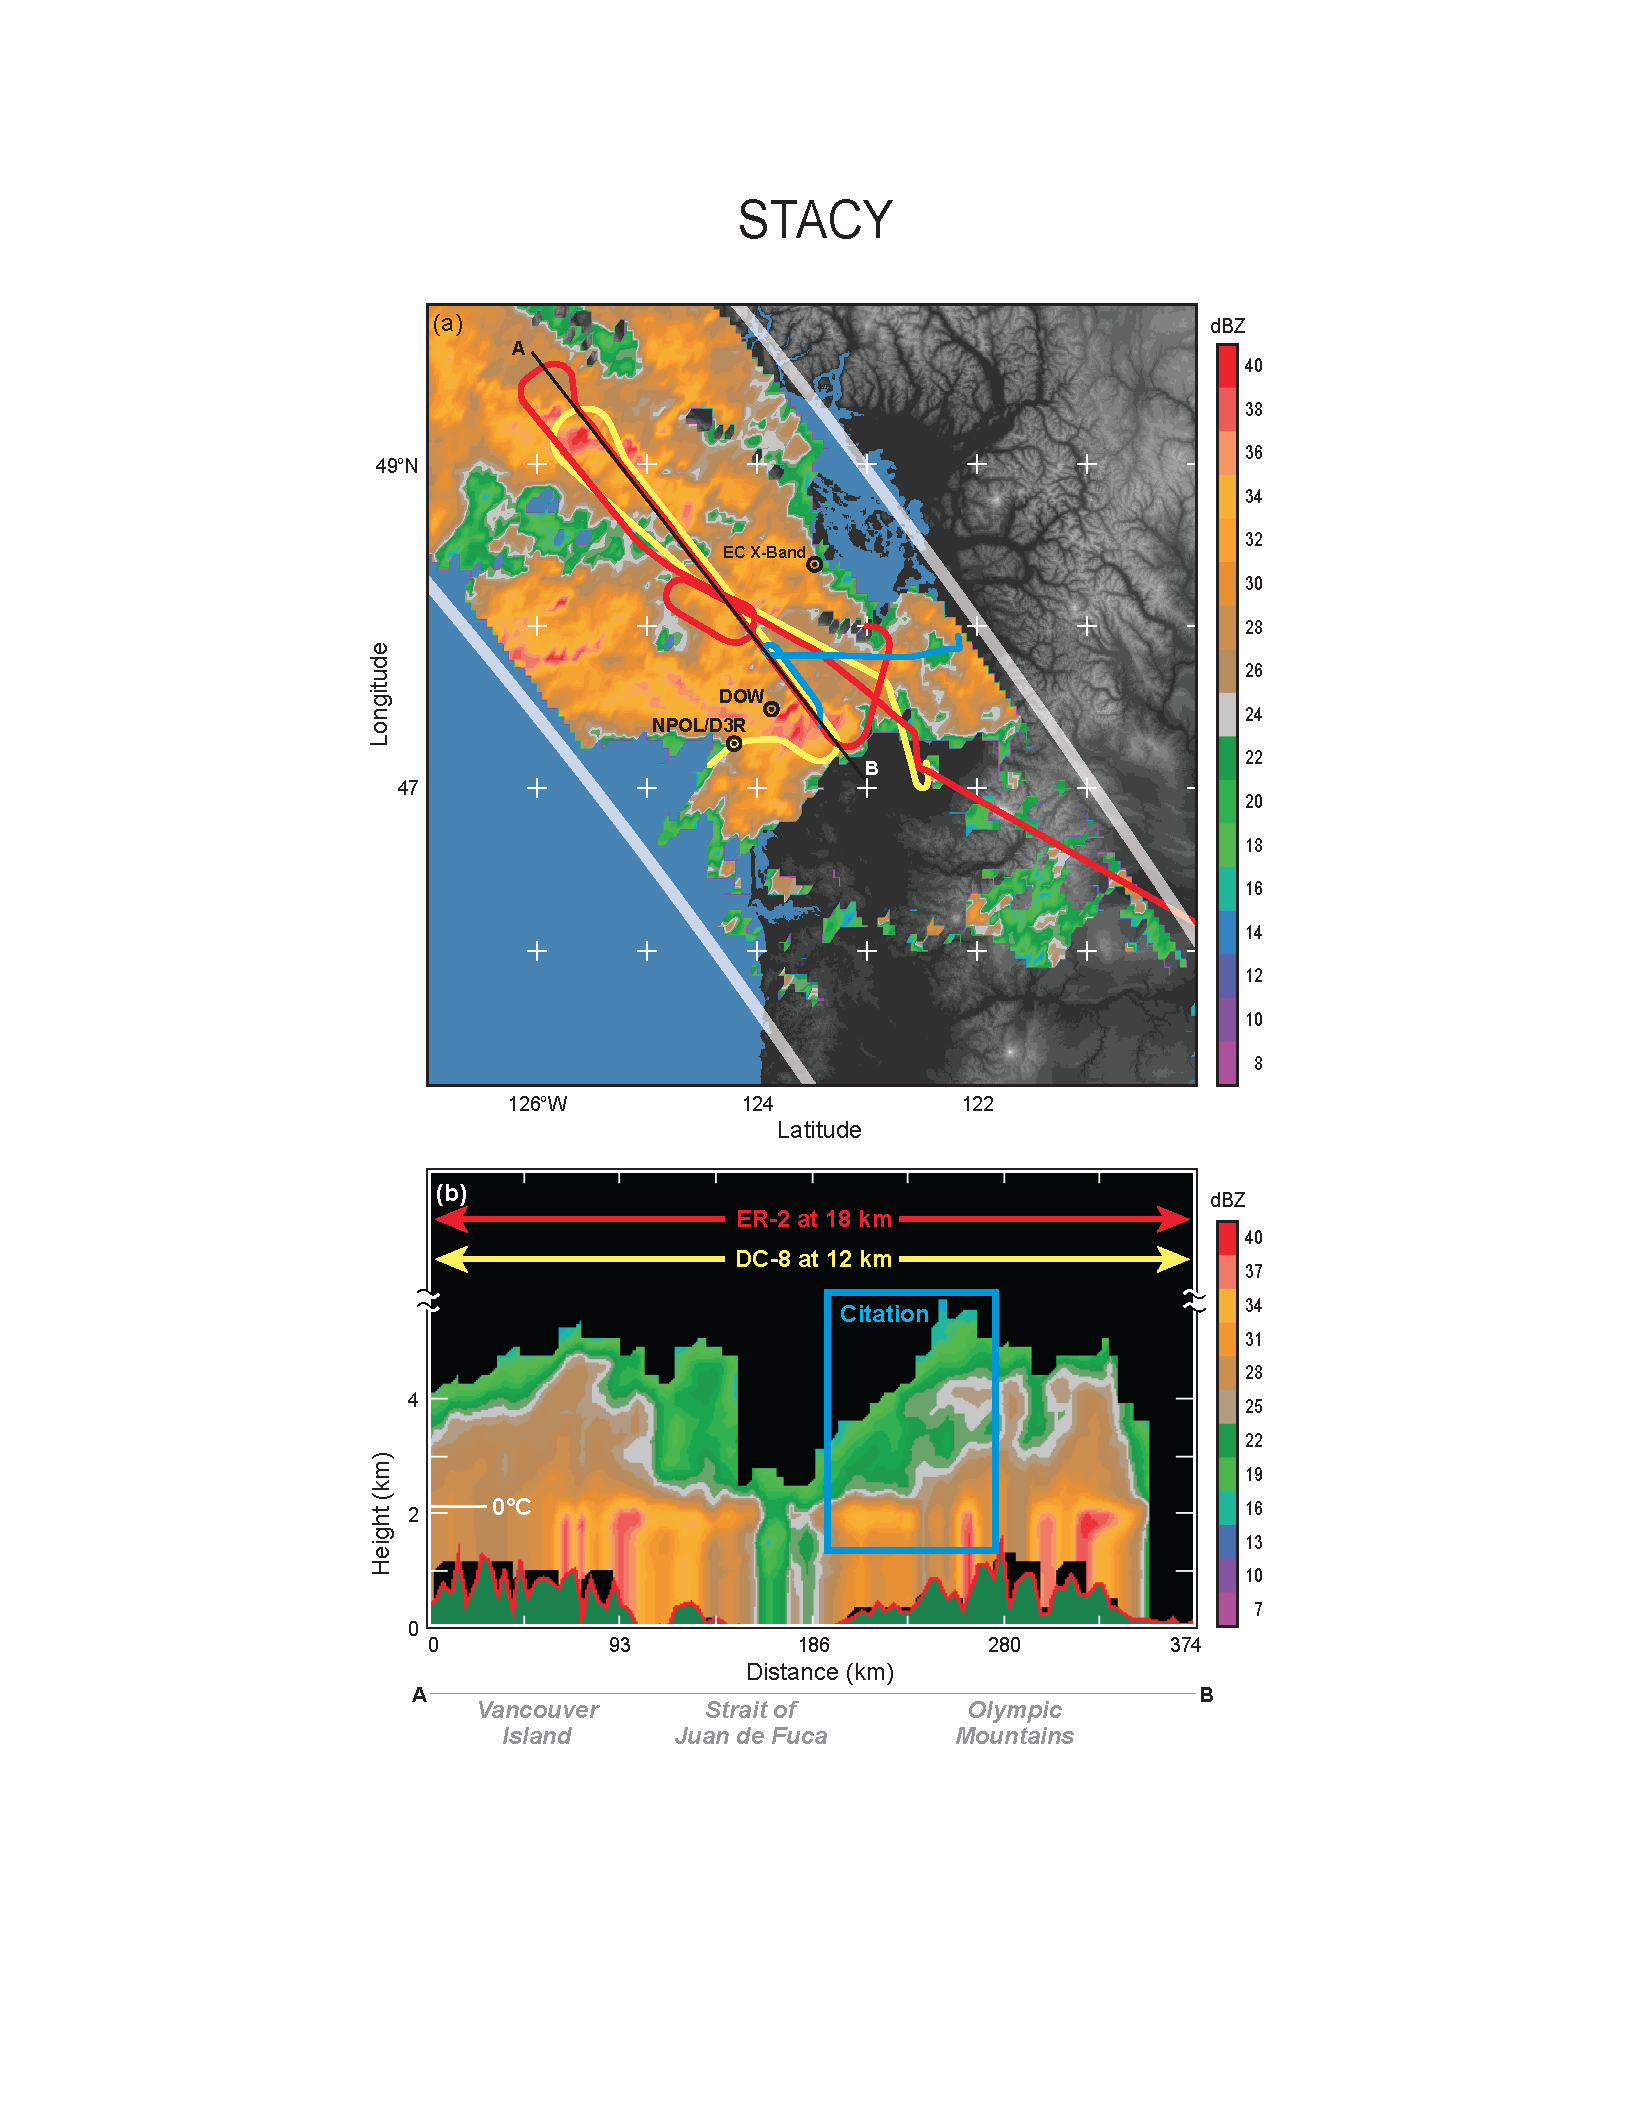 STACY
(a)
A
dBZ
40
38
36
34
32
30
28
26
24
22
20
18
16
14
12
10
8
49°N
47
Longitude
EC X-Band
DOW
NPOL/D3R
B
126°W
124
122
Latitude
(b)
ER-2 at 18 km
DC-8 at 12 km
Citation
0°C
dBZ
40
37
34
31
28
25
22
19
16
13
10
7
4
2
0
Height (km)
0
93
186
280
374
Distance (km)
A
B
Vancouver
Island
Strait of
Juan de Fuca
Olympic
Mountains